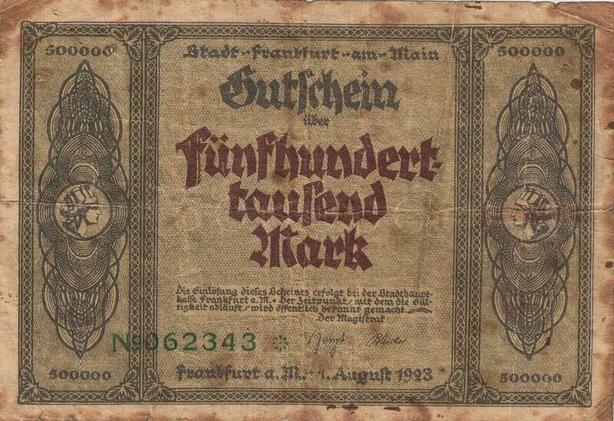 500000 500000
Stadt-Frankfurt-am-Main
Gutschein
über
fünfhundert-
tausend
Mark
Die Einlösung dieses Scheines erfolgt bei der Stadthaupt-
kasse Frankfurt a.M. Der Zeitpunkt, mit dem die Gül-
tigkeit abläuft, wird öffentlich bekannt gemacht.
Der Magistrat
No 062343
500000 Frankfurt a. M. 1. August 1923 500000